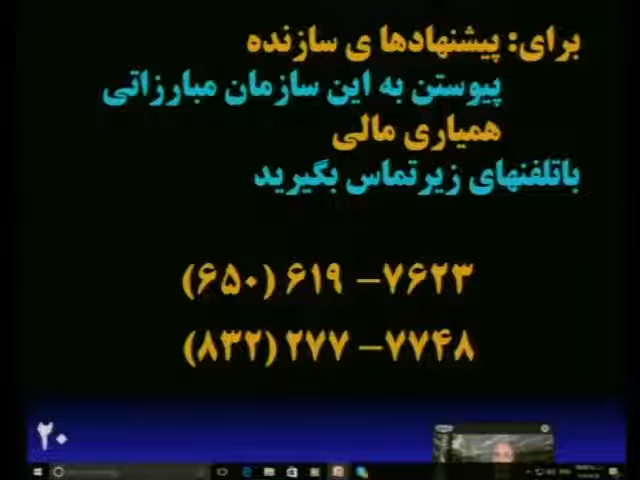 برای: پیشنهادها ی سازنده
پیوستن به این سازمان مبارزاتی
همیاری مالی
باتلفنهای زیرتماس بگیرید
(۶۵۰) ۶۱۹ –۷۶۲۳
(۸۳۲) ۲۷۷ –۷۷۴۸
۲۰